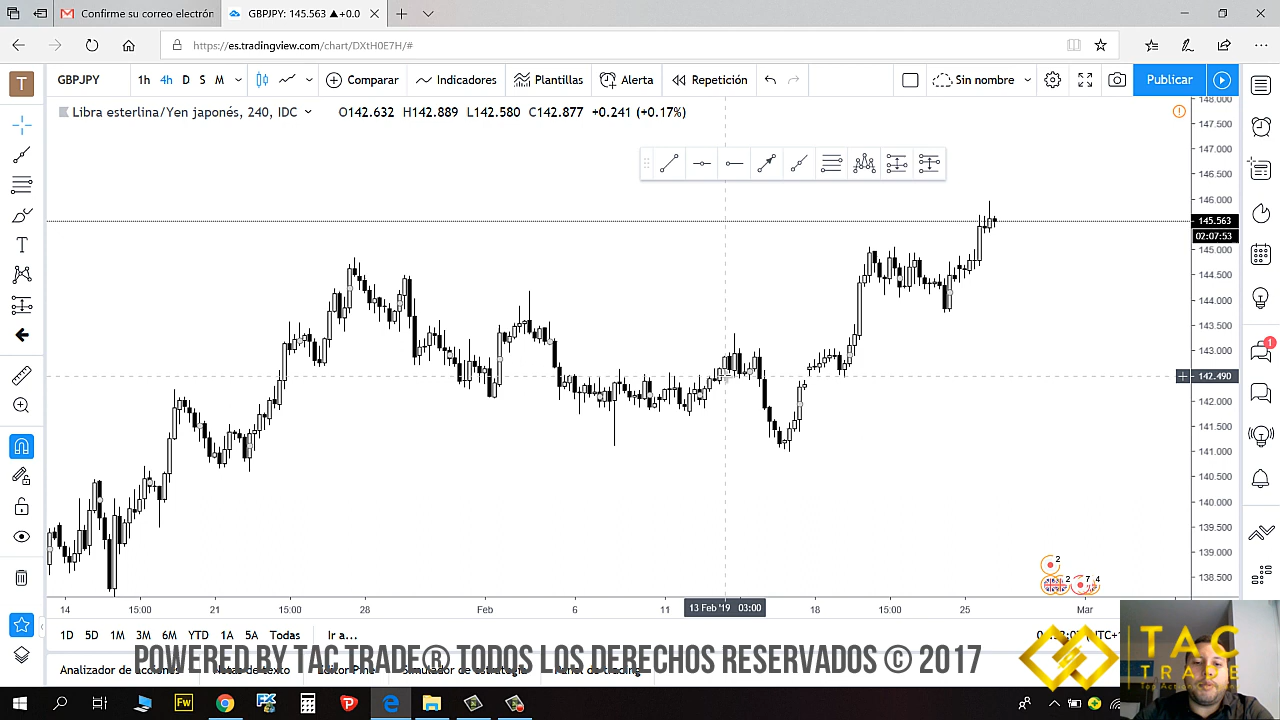 Confirme su correo electrón
GBPJPY: 145.563 ▲+0.0
https://es.tradingview.com/chart/DXtH0E7H/#
T
GBPJPY
1h 4h D S M
Comparar
Indicadores
Plantillas
Alerta
Repetición
Sin nombre
Publicar
Libra esterlina/Yen japonés, 240, IDC
O142.632 H142.889 L142.580 C142.877 +0.241 (+0.17%)
148.000
147.500
147.000
146.500
146.000
145.563
02:07:53
145.000
144.500
144.000
143.500
143.000
142.490
142.000
141.500
141.000
140.500
140.000
139.500
139.000
138.500
1
2
2 7 4
14 15:00 21 15:00 28 Feb 6 11 13 Feb '19 03:00 18 15:00 25 Mar
1D 5D 1M 3M 6M YTD 1A 5A Todas Ir a...
POWERED BY TAC TRADE® TODOS LOS DERECHOS RESERVADOS © 2017
TAC
TRADE
Fw